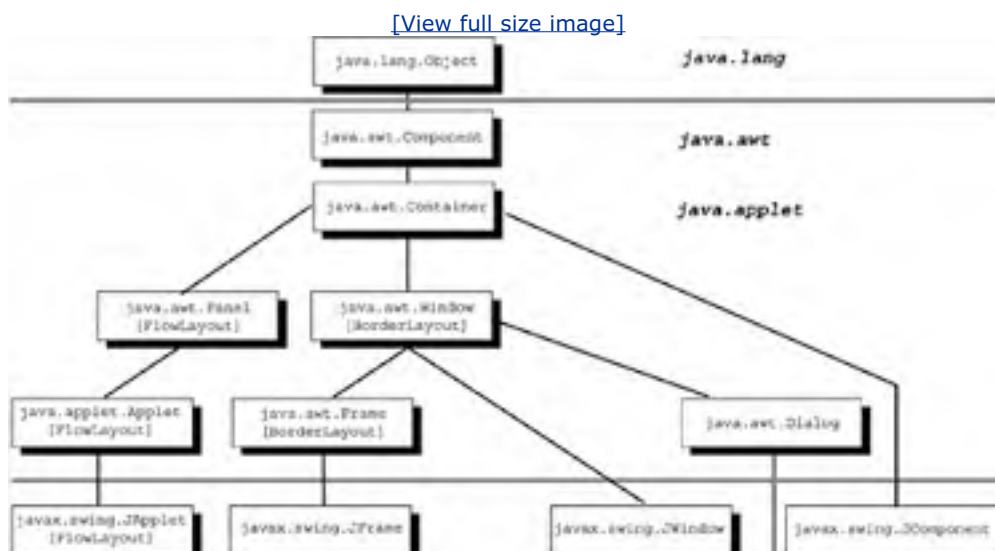 [View full size image]
java.lang.Object
java.lang
java.awt.Component
java.awt
java.awt.Container
java.applet
java.awt.Panel
[FlowLayout]
java.awt.Window
[BorderLayout]
java.applet.Applet
[FlowLayout]
java.awt.Frame
[BorderLayout]
java.awt.Dialog
javax.swing.JApplet
[FlowLayout]
javax.swing.JFrame
javax.swing.JWindow
javax.swing.JComponent